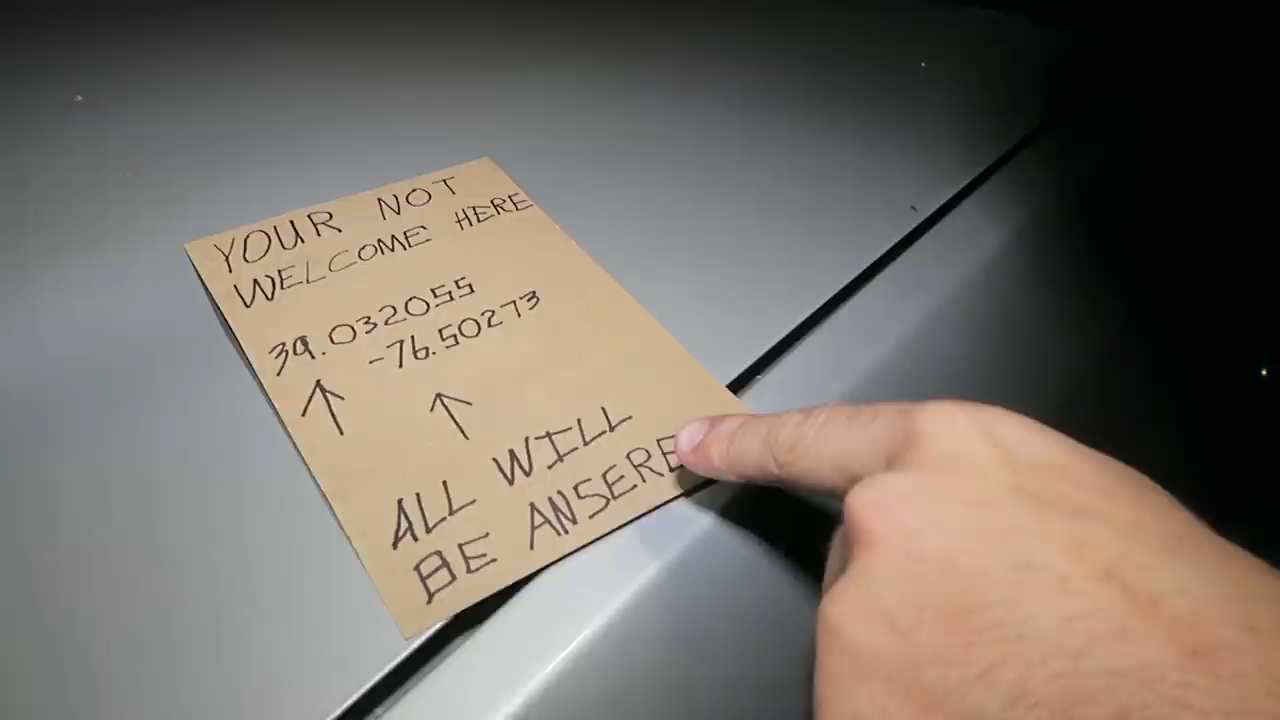 YOUR NOT
WELCOME HERE
39.032055
-76.50273
ALL WILL
BE ANSERE